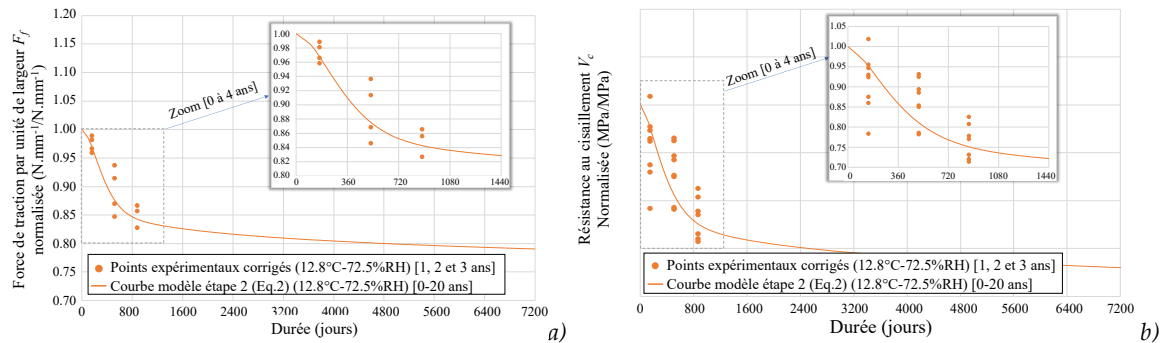 Force de traction par unité de largeur Ff
normalisée (N.mm-1/N.mm-1)
1.20
1.15
1.10
1.05
1.00
0.95
0.90
0.85
0.80
0.75
0.70
0 800 1600 2400 3200 4000 4800 5600 6400 7200
Durée (jours)
Zoom [0 à 4 ans]
1.00
0.98
0.96
0.94
0.92
0.90
0.88
0.86
0.84
0.82
0.80
0 360 720 1080 1440
Points expérimentaux corrigés (12.8°C-72.5%RH) [1, 2 et 3 ans]
Courbe modèle étape 2 (Eq.2) (12.8°C-72.5%RH) [0-20 ans]
a)
Résistance au cisaillement Vc
Normalisée (MPa/MPa)
Zoom [0 à 4 ans]
1.05
1.00
0.95
0.90
0.85
0.80
0.75
0.70
0 360 720 1080 1440
Points expérimentaux corrigés (12.8°C-72.5%RH) [1, 2 et 3 ans]
Courbe modèle étape 2 (Eq.2) (12.8°C-72.5%RH) [0-20 ans]
0 800 1600 2400 3200 4000 4800 5600 6400 7200
Durée (jours)
b)